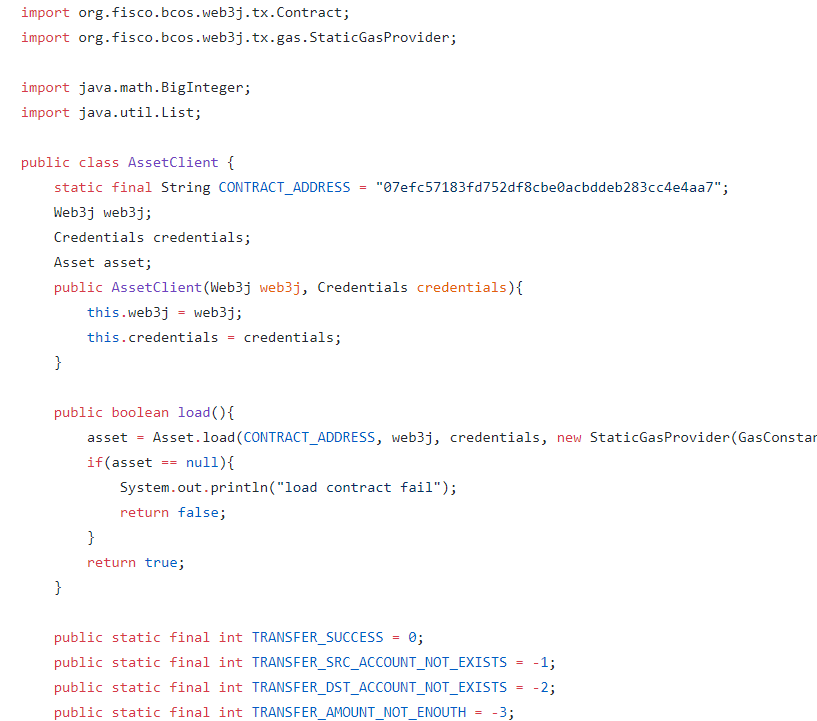 import org.fisco.bcos.web3j.tx.Contract;
import org.fisco.bcos.web3j.tx.gas.StaticGasProvider;
import java.math.BigInteger;
import java.util.List;
public class AssetClient {
static final String CONTRACT_ADDRESS = "07efc57183fd752df8cbe0acbddeb283cc4e4aa7";
Web3j web3j;
Credentials credentials;
Asset asset;
public AssetClient(Web3j web3j, Credentials credentials){
this.web3j = web3j;
this.credentials = credentials;
}
public boolean load(){
asset = Asset.load(CONTRACT_ADDRESS, web3j, credentials, new StaticGasProvider(GasConstan
if(asset == null){
System.out.println("load contract fail");
return false;
}
return true;
}
public static final int TRANSFER_SUCCESS = 0;
public static final int TRANSFER_SRC_ACCOUNT_NOT_EXISTS = -1;
public static final int TRANSFER_DST_ACCOUNT_NOT_EXISTS = -2;
public static final int TRANSFER_AMOUNT_NOT_ENOUTH = -3;